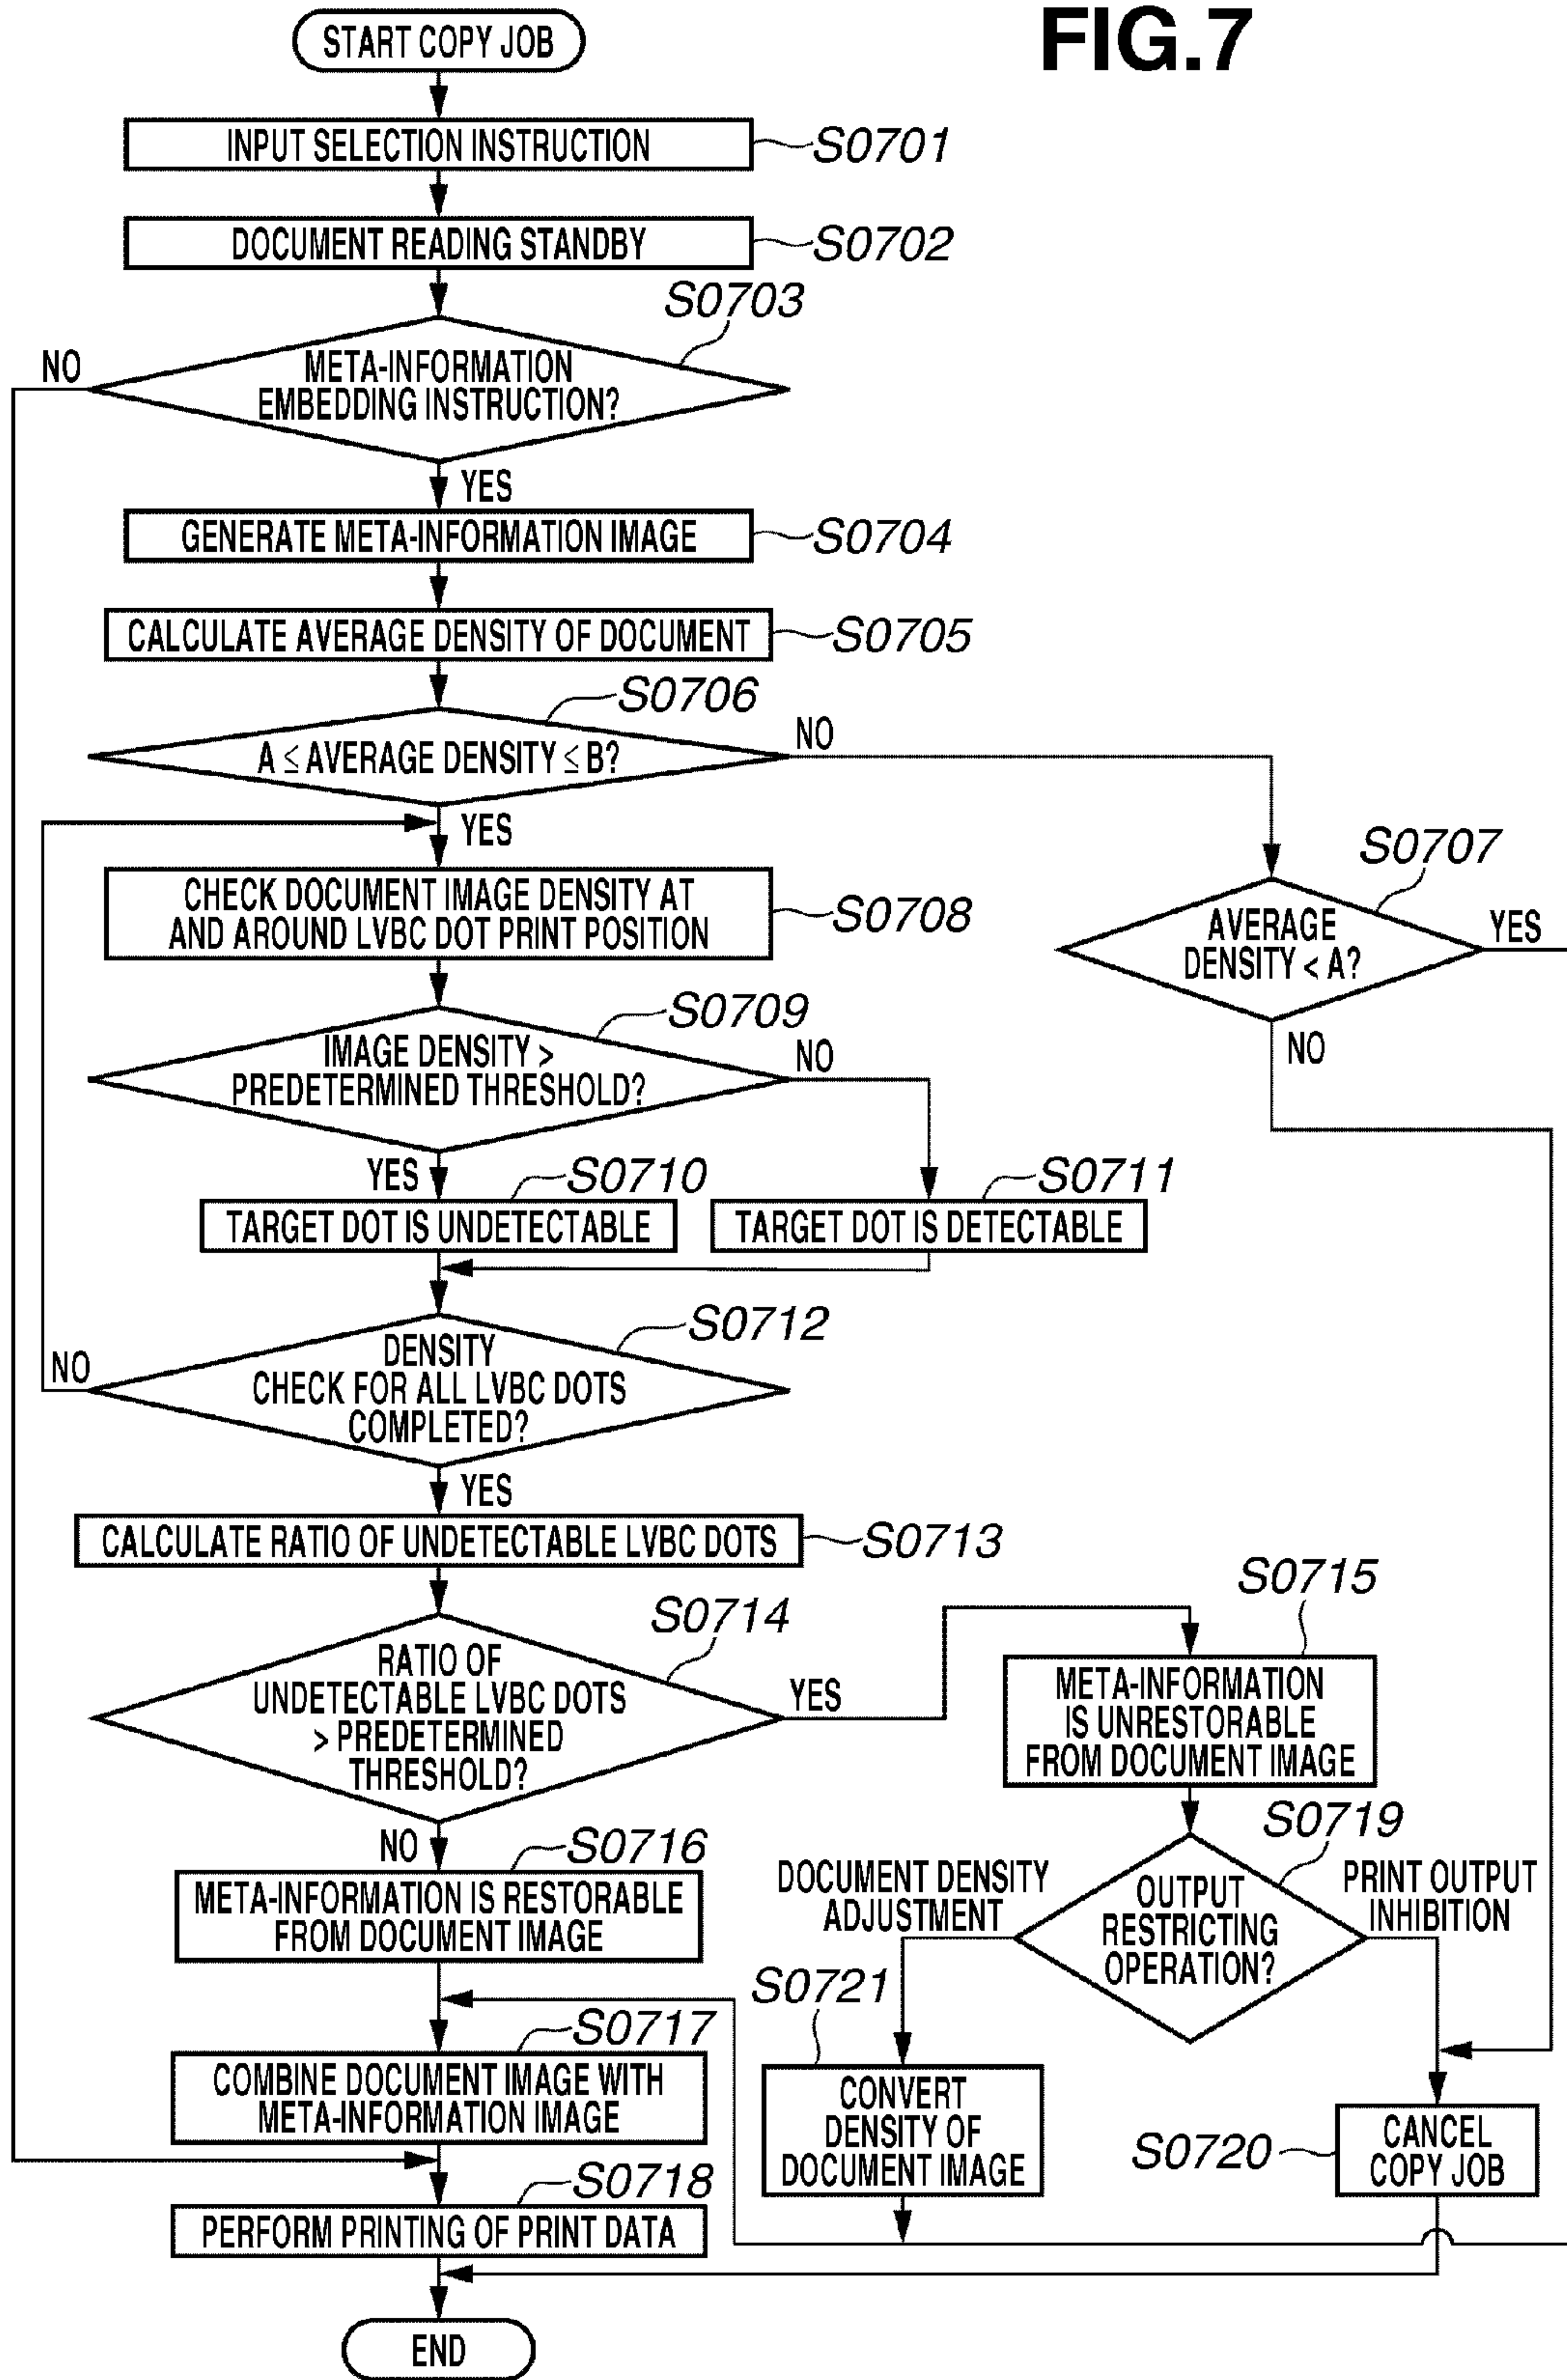 FIG.7
START COPY JOB
INPUT SELECTION INSTRUCTION
S0701
DOCUMENT READING STANDBY
S0702
S0703
NO
META-INFORMATION
EMBEDDING INSTRUCTION?
YES
GENERATE META-INFORMATION IMAGE
S0704
CALCULATE AVERAGE DENSITY OF DOCUMENT
S0705
S0706
NO
A ≤ AVERAGE DENSITY ≤ B?
YES
S0707
CHECK DOCUMENT IMAGE DENSITY AT
AND AROUND LVBC DOT PRINT POSITION
S0708
AVERAGE
DENSITY < A?
YES
NO
S0709
IMAGE DENSITY >
PREDETERMINED THRESHOLD?
NO
YES
S0710
S0711
TARGET DOT IS UNDETECTABLE
TARGET DOT IS DETECTABLE
S0712
NO
DENSITY
CHECK FOR ALL LVBC DOTS
COMPLETED?
YES
CALCULATE RATIO OF UNDETECTABLE LVBC DOTS
S0713
S0714
RATIO OF
UNDETECTABLE LVBC DOTS
> PREDETERMINED
THRESHOLD?
YES
S0715
META-INFORMATION
IS UNRESTORABLE
FROM DOCUMENT IMAGE
NO
S0716
META-INFORMATION IS RESTORABLE
FROM DOCUMENT IMAGE
S0719
DOCUMENT DENSITY
ADJUSTMENT
OUTPUT
RESTRICTING
OPERATION?
PRINT OUTPUT
INHIBITION
S0721
S0717
COMBINE DOCUMENT IMAGE WITH
META-INFORMATION IMAGE
CONVERT
DENSITY OF
DOCUMENT IMAGE
S0720
CANCEL
COPY JOB
S0718
PERFORM PRINTING OF PRINT DATA
END